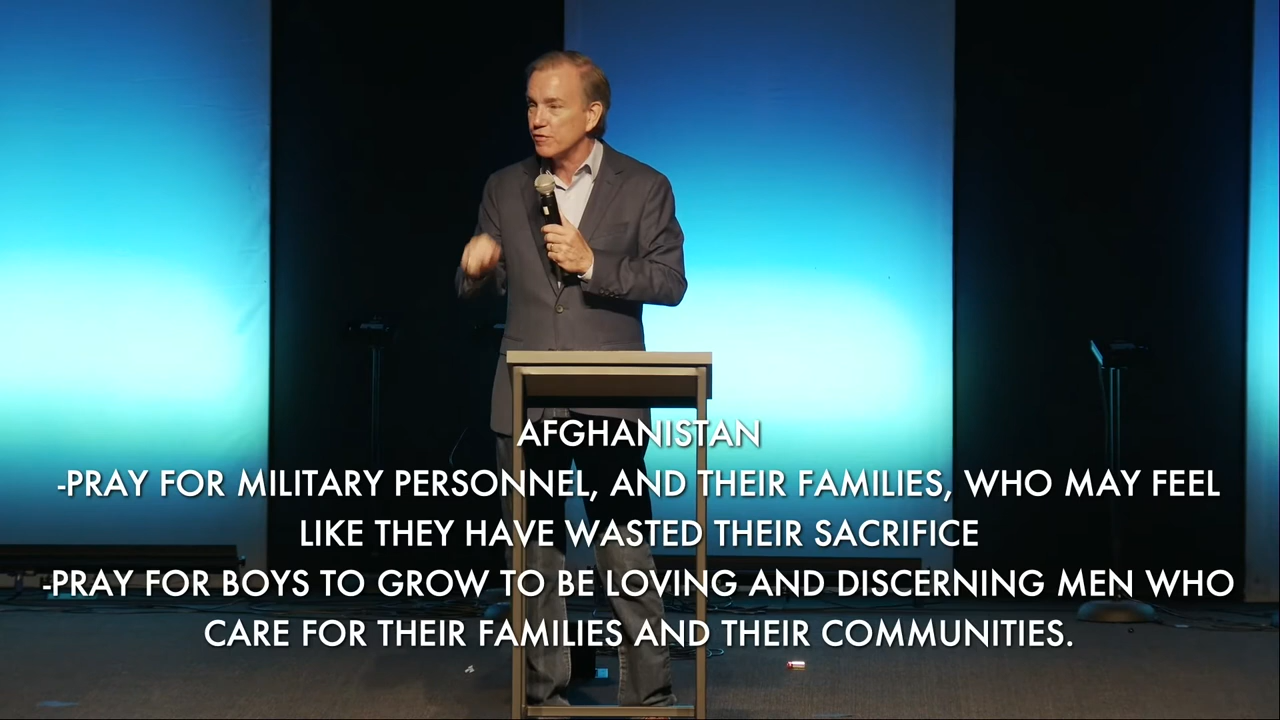 AFGHANISTAN
-PRAY FOR MILITARY PERSONNEL, AND THEIR FAMILIES, WHO MAY FEEL
LIKE THEY HAVE WASTED THEIR SACRIFICE
-PRAY FOR BOYS TO GROW TO BE LOVING AND DISCERNING MEN WHO
CARE FOR THEIR FAMILIES AND THEIR COMMUNITIES.